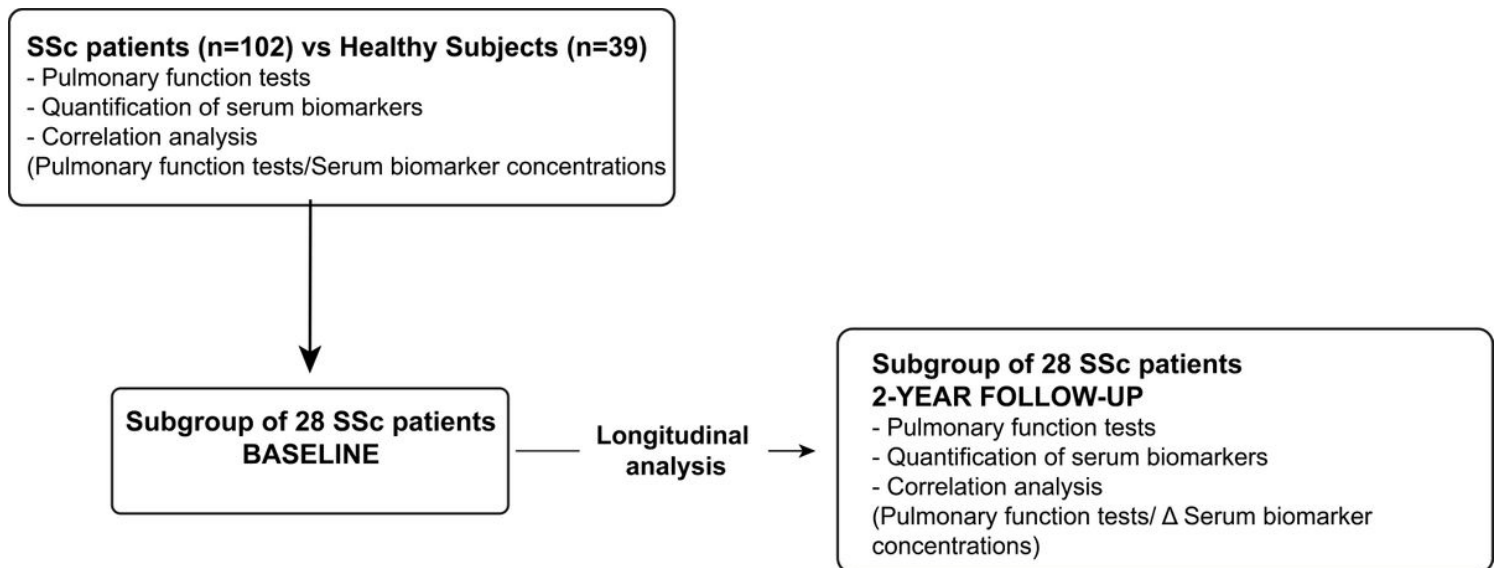 SSc patients (n=102) vs Healthy Subjects (n=39)
- Pulmonary function tests
- Quantification of serum biomarkers
- Correlation analysis
(Pulmonary function tests/Serum biomarker concentrations
Subgroup of 28 SSc patients
BASELINE
Longitudinal
analysis
Subgroup of 28 SSc patients
2-YEAR FOLLOW-UP
- Pulmonary function tests
- Quantification of serum biomarkers
- Correlation analysis
(Pulmonary function tests/ Δ Serum biomarker
concentrations)